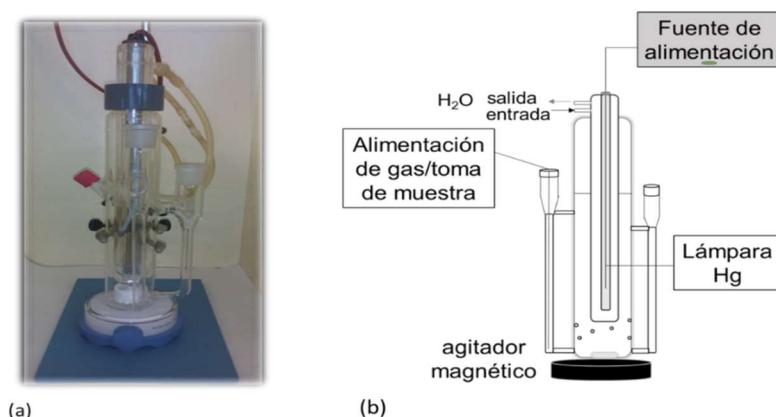 Fuente de
alimentación
H₂O salida
entrada
Alimentación
de gas/toma
de muestra
Lámpara
Hg
agitador
magnético
(a)
(b)